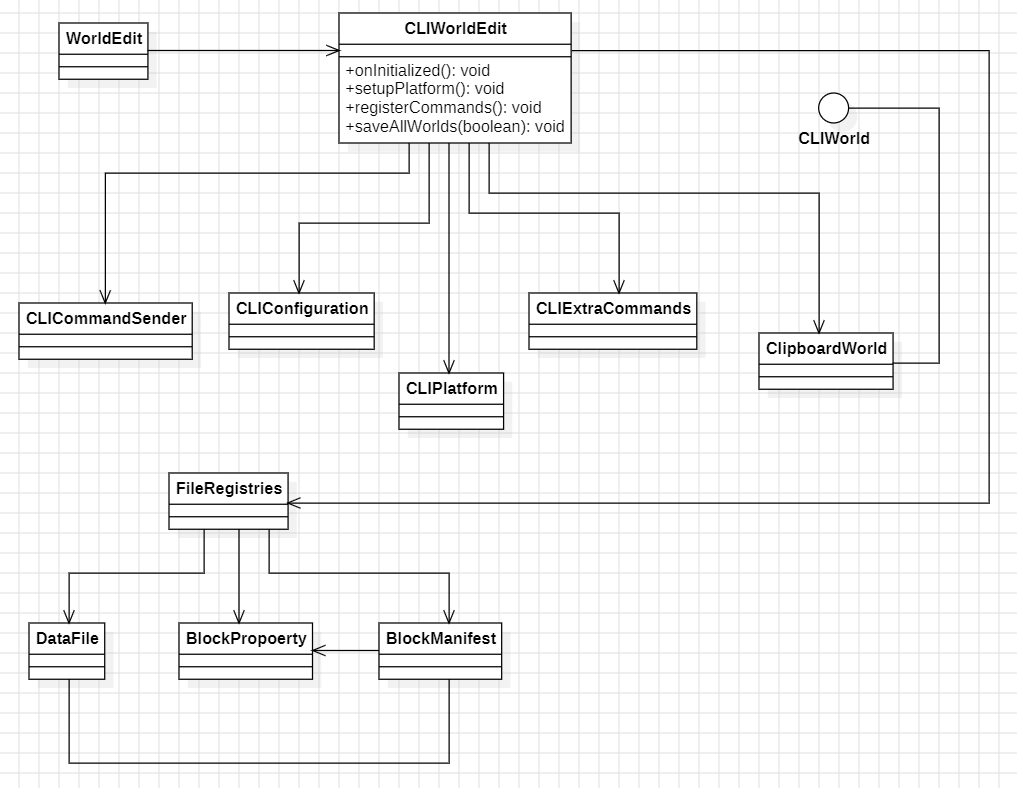 WorldEdit
CLIWorldEdit
+onInitialized(): void
+setupPlatform(): void
+registerCommands(): void
+saveAllWorlds(boolean): void
CLIWorld
CLICommandSender
CLIConfiguration
CLIExtraCommands
ClipboardWorld
CLIPlatform
FileRegistries
DataFile
BlockPropoerty
BlockManifest